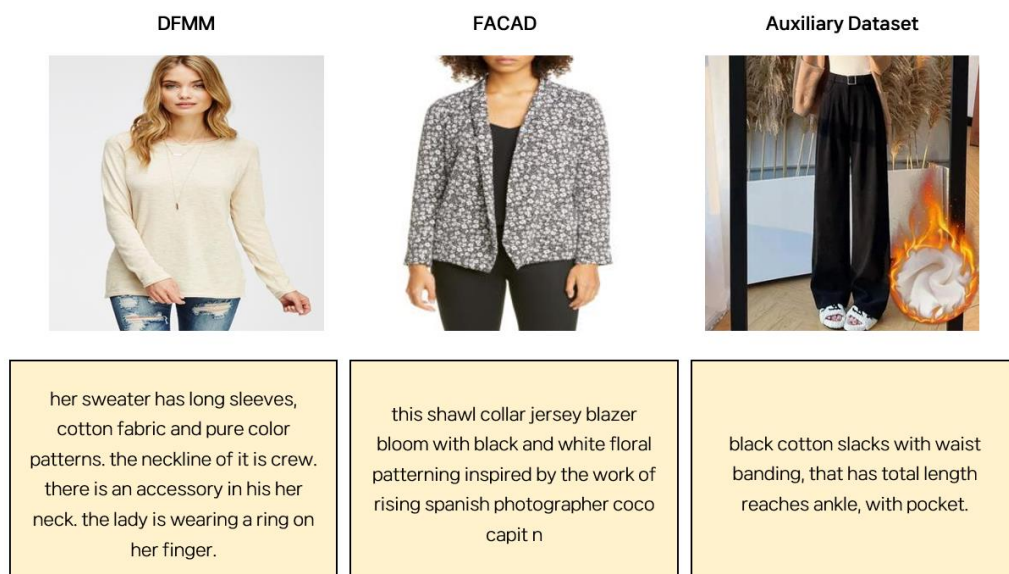 DFMM
FACAD
Auxiliary Dataset
her sweater has long sleeves,
cotton fabric and pure color
patterns. the neckline of it is crew.
there is an accessory in his her
neck. the lady is wearing a ring on
her finger.
this shawl collar jersey blazer
bloom with black and white floral
patterning inspired by the work of
rising spanish photographer coco
capit n
black cotton slacks with waist
banding, that has total length
reaches ankle, with pocket.